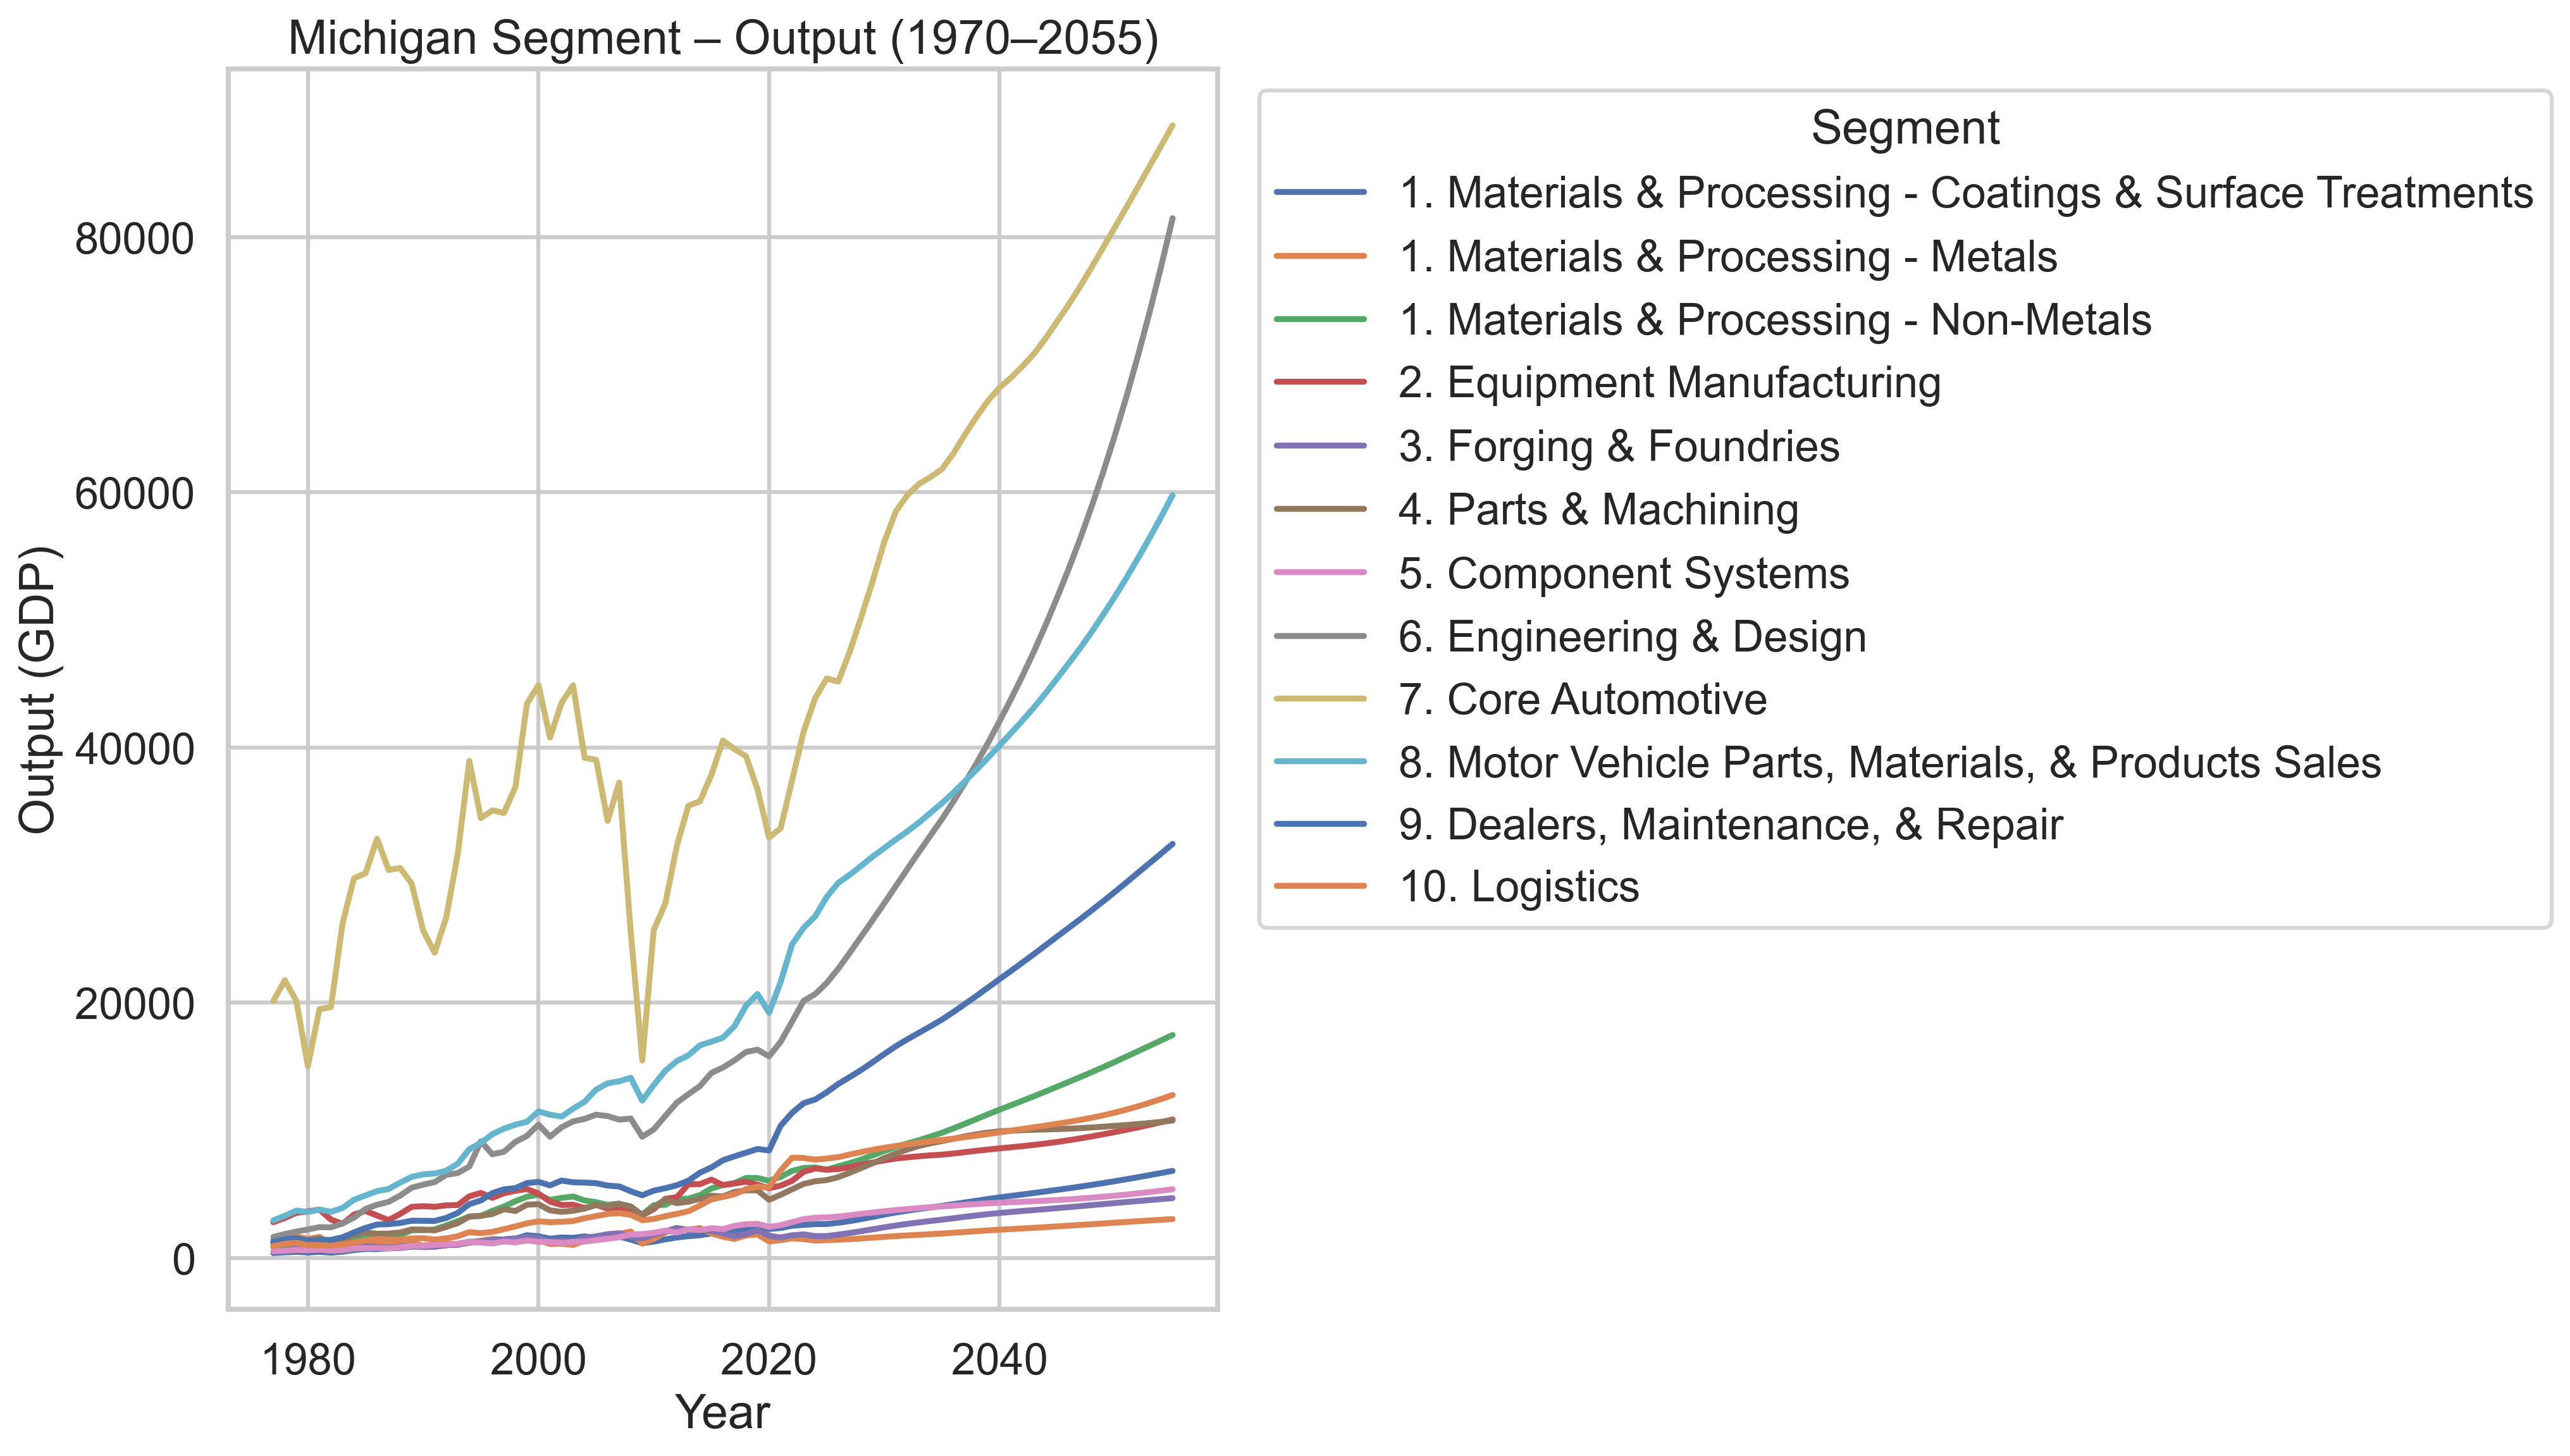 Michigan Segment – Output (1970–2055)
Output (GDP)
80000
60000
40000
20000
0
1980 2000 2020 2040
Year
Segment
1. Materials & Processing - Coatings & Surface Treatments
1. Materials & Processing - Metals
1. Materials & Processing - Non-Metals
2. Equipment Manufacturing
3. Forging & Foundries
4. Parts & Machining
5. Component Systems
6. Engineering & Design
7. Core Automotive
8. Motor Vehicle Parts, Materials, & Products Sales
9. Dealers, Maintenance, & Repair
10. Logistics